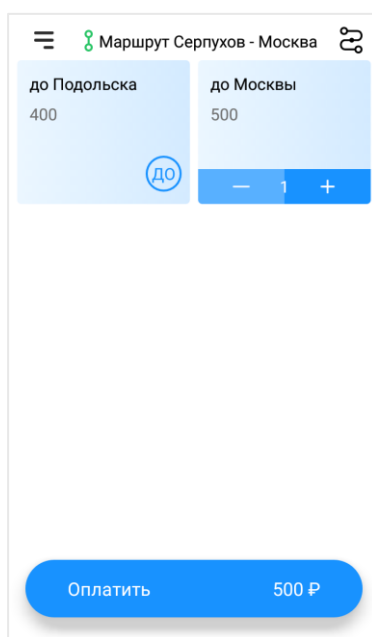 Маршрут Серпухов - Москва
до Подольска
400
ДО
до Москвы
500
— 1 +
Оплатить 500 ₽